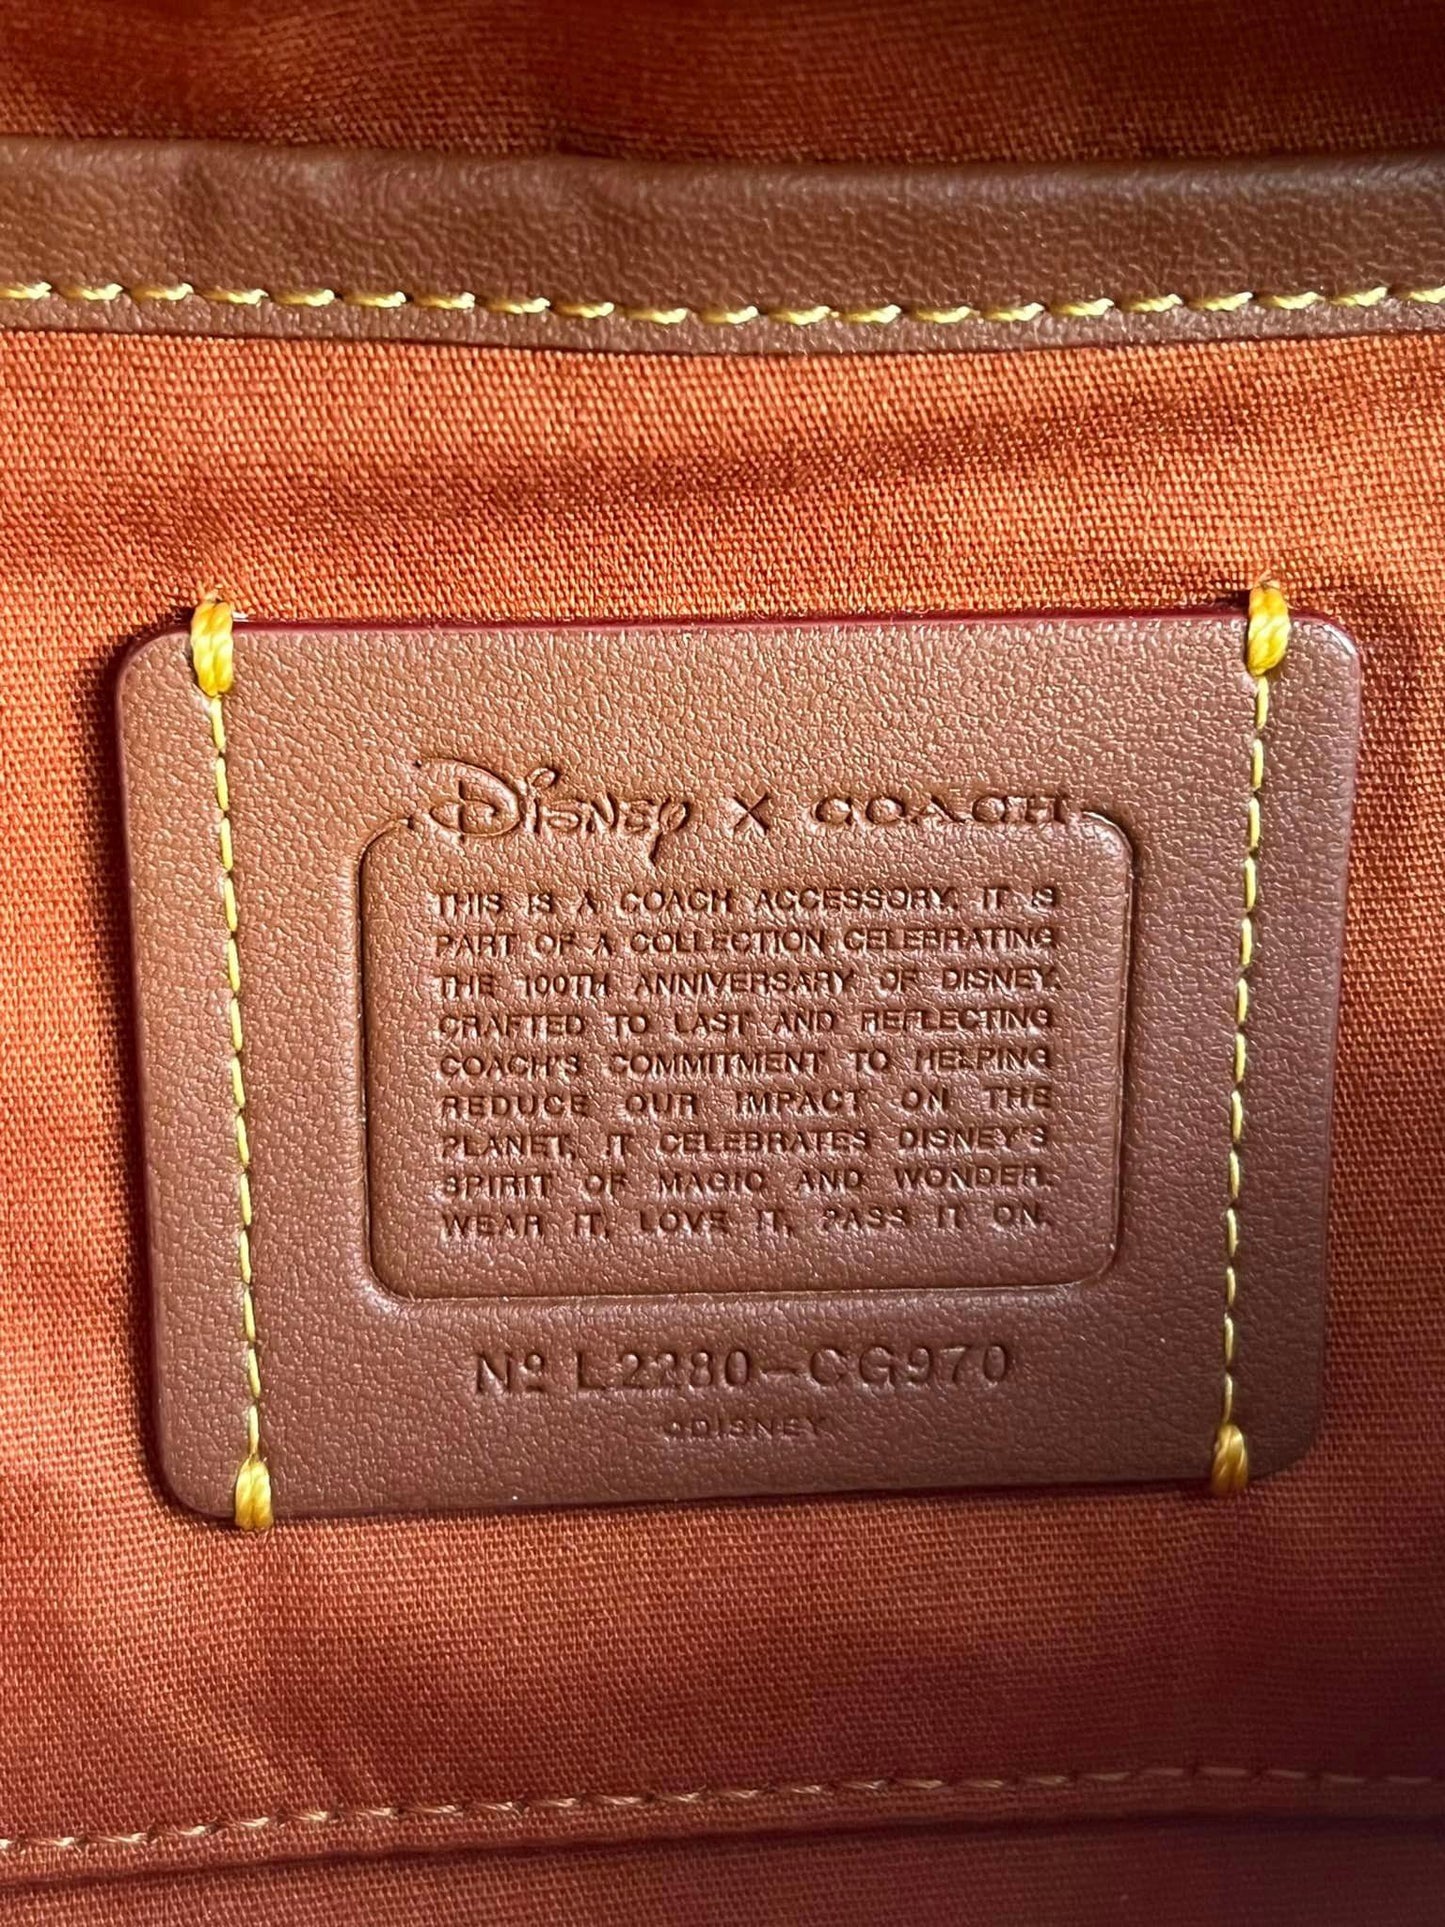 Disney X COACH
THIS IS A COACH ACCESSORY. IT IS
PART OF A COLLECTION CELEBRATING
THE 100TH ANNIVERSARY OF DISNEY.
CRAFTED TO LAST AND REFLECTING
COACH'S COMMITMENT TO HELPING
REDUCE OUR IMPACT ON THE
PLANET, IT CELEBRATES DISNEY'S
SPIRIT OF MAGIC AND WONDER.
WEAR IT, LOVE IT, PASS IT ON.
Nº L2280-CG970
©DISNEY